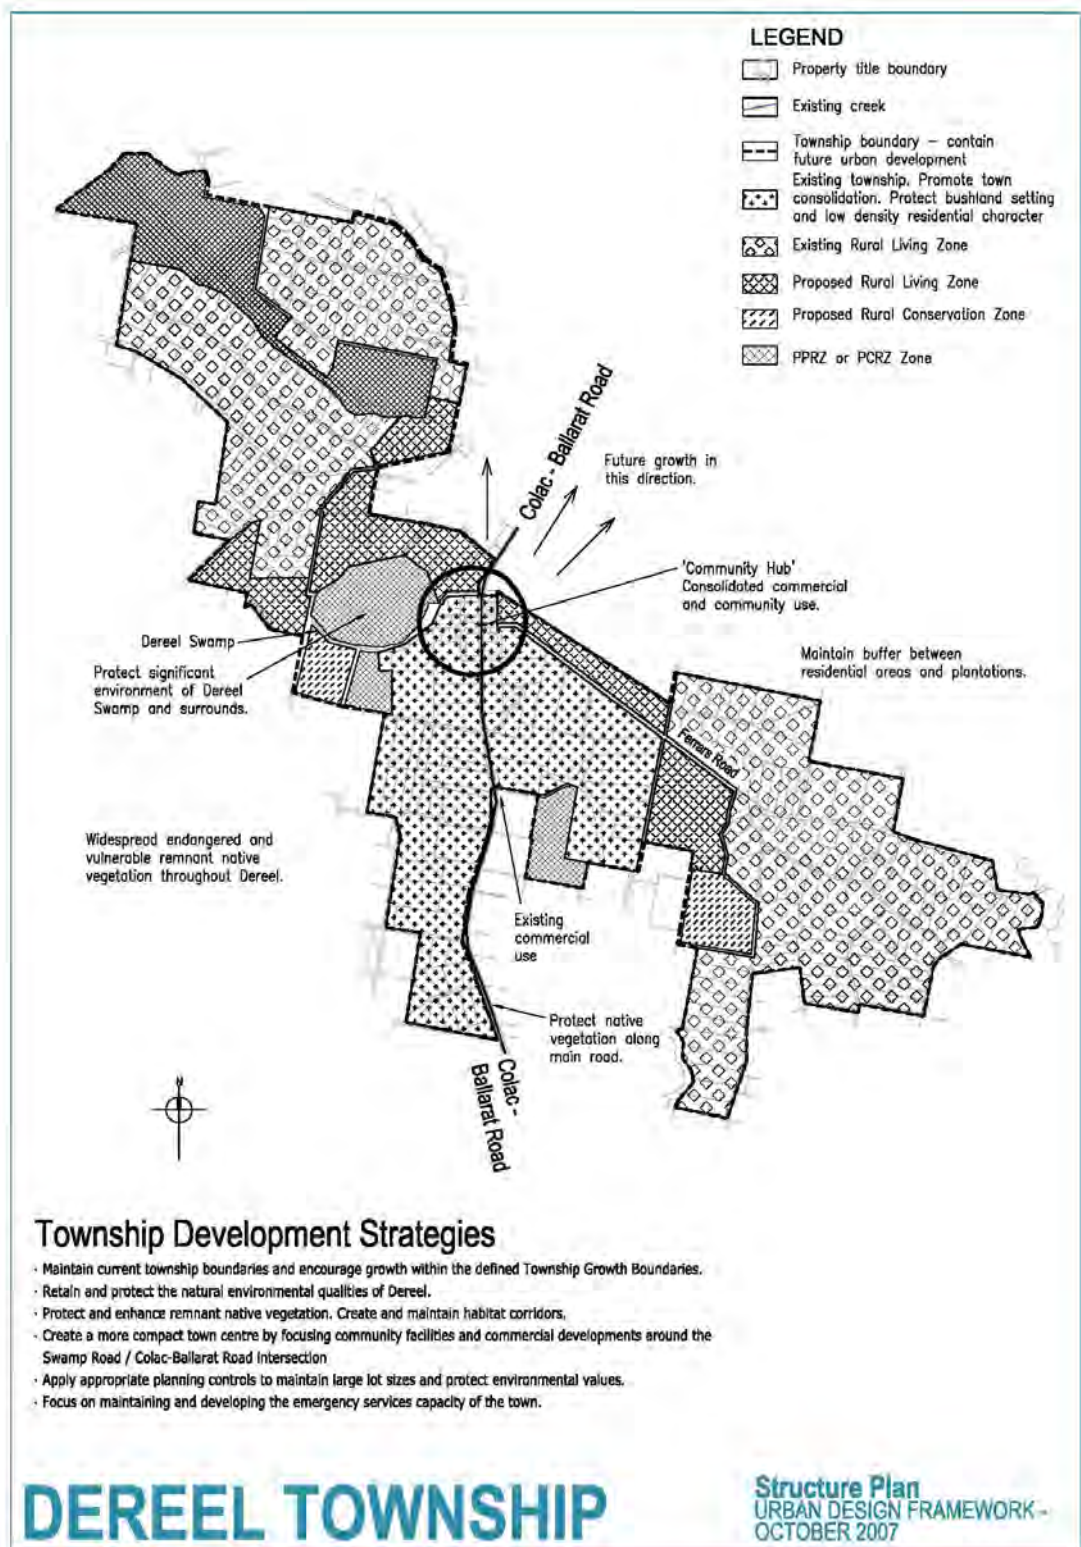 LEGEND
Property title boundary
Existing creek
Township boundary – contain
future urban development
Existing township. Promote town
consolidation. Protect bushland setting
and low density residential character
Existing Rural Living Zone
Proposed Rural Living Zone
Proposed Rural Conservation Zone
PPRZ or PCRZ Zone
Colac - Ballarat Road
Future growth in
this direction.
'Community Hub'
Consolidated commercial
and community use.
Dereel Swamp
Protect significant
environment of Dereel
Swamp and surrounds.
Maintain buffer between
residential areas and plantations.
Ferrars Road
Widespread endangered and
vulnerable remnant native
vegetation throughout Dereel.
Existing
commercial
use
Protect native
vegetation along
main road.
Colac -
Ballarat Road
N
Township Development Strategies
· Maintain current township boundaries and encourage growth within the defined Township Growth Boundaries.
· Retain and protect the natural environmental qualities of Dereel.
· Protect and enhance remnant native vegetation. Create and maintain habitat corridors.
· Create a more compact town centre by focusing community facilities and commercial developments around the
Swamp Road / Colac-Ballarat Road intersection
· Apply appropriate planning controls to maintain large lot sizes and protect environmental values.
· Focus on maintaining and developing the emergency services capacity of the town.
DEREEL TOWNSHIP
Structure Plan
URBAN DESIGN FRAMEWORK -
OCTOBER 2007